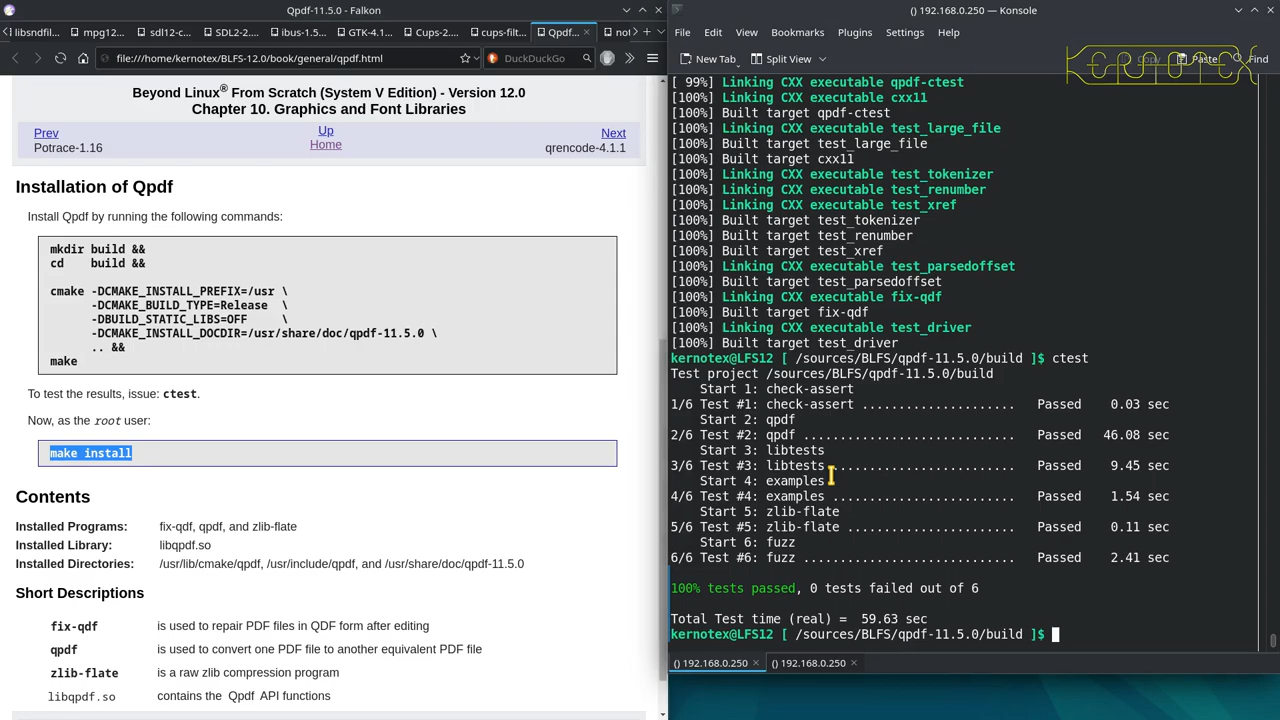 Qpdf-11.5.0 — Falkon
libsndfil...
mpg12...
sdl12-c...
SDL2-2....
ibus-1.5...
GTK-4.1...
Cups-2....
cups-filt...
Qpdf...
file:///home/kernotex/BLFS-12.0/book/general/qpdf.html
DuckDuckGo
Beyond Linux® From Scratch (System V Edition) - Version 12.0
Chapter 10. Graphics and Font Libraries
Prev
Up
Next
Potrace-1.16
Home
qrencode-4.1.1
Installation of Qpdf
Install Qpdf by running the following commands:
mkdir build &&
cd    build &&
cmake -DCMAKE_INSTALL_PREFIX=/usr \
-DCMAKE_BUILD_TYPE=Release  \
-DBUILD_STATIC_LIBS=OFF     \
-DCMAKE_INSTALL_DOCDIR=/usr/share/doc/qpdf-11.5.0 \
.. &&
make
To test the results, issue: ctest.
Now, as the root user:
make install
Contents
Installed Programs: fix-qdf, qpdf, and zlib-flate
Installed Library: libqpdf.so
Installed Directories: /usr/lib/cmake/qpdf, /usr/include/qpdf, and /usr/share/doc/qpdf-11.5.0
Short Descriptions
fix-qdf is used to repair PDF files in QDF form after editing
qpdf is used to convert one PDF file to another equivalent PDF file
zlib-flate is a raw zlib compression program
libqpdf.so contains the Qpdf API functions
() 192.168.0.250 — Konsole
File Edit View Bookmarks Plugins Settings Help
New Tab Split View Copy Paste Find
KERNOTEX
[ 99%] Linking CXX executable qpdf-ctest
[100%] Linking CXX executable cxx11
[100%] Built target qpdf-ctest
[100%] Linking CXX executable test_large_file
[100%] Built target test_large_file
[100%] Built target cxx11
[100%] Linking CXX executable test_tokenizer
[100%] Linking CXX executable test_renumber
[100%] Linking CXX executable test_xref
[100%] Built target test_tokenizer
[100%] Built target test_renumber
[100%] Built target test_xref
[100%] Linking CXX executable test_parsedoffset
[100%] Built target test_parsedoffset
[100%] Linking CXX executable fix-qdf
[100%] Built target fix-qdf
[100%] Linking CXX executable test_driver
[100%] Built target test_driver
kernotex@LFS12 [ /sources/BLFS/qpdf-11.5.0/build ]$ ctest
Test project /sources/BLFS/qpdf-11.5.0/build
Start 1: check-assert
1/6 Test #1: check-assert ...................... Passed 0.03 sec
Start 2: qpdf
2/6 Test #2: qpdf .............................. Passed 46.08 sec
Start 3: libtests
3/6 Test #3: libtests .......................... Passed 9.45 sec
Start 4: examples
4/6 Test #4: examples .......................... Passed 1.54 sec
Start 5: zlib-flate
5/6 Test #5: zlib-flate ........................ Passed 0.11 sec
Start 6: fuzz
6/6 Test #6: fuzz .............................. Passed 2.41 sec
100% tests passed, 0 tests failed out of 6
Total Test time (real) =  59.63 sec
kernotex@LFS12 [ /sources/BLFS/qpdf-11.5.0/build ]$
() 192.168.0.250
() 192.168.0.250